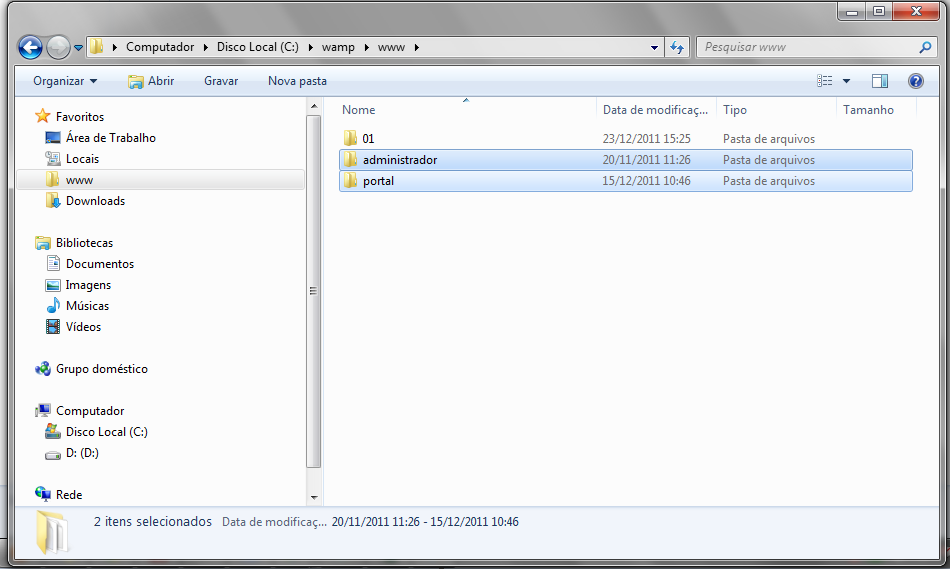 Computador Disco Local (C:) wamp www
Pesquisar www
Organizar Abrir Gravar Nova pasta
Favoritos
Área de Trabalho
Locais
www
Downloads
Bibliotecas
Documentos
Imagens
Músicas
Vídeos
Grupo doméstico
Computador
Disco Local (C:)
D: (D:)
Rede
Nome Data de modificaç... Tipo Tamanho
01 23/12/2011 15:25 Pasta de arquivos
administrador 20/11/2011 11:26 Pasta de arquivos
portal 15/12/2011 10:46 Pasta de arquivos
2 itens selecionados Data de modificaç... 20/11/2011 11:26 - 15/12/2011 10:46